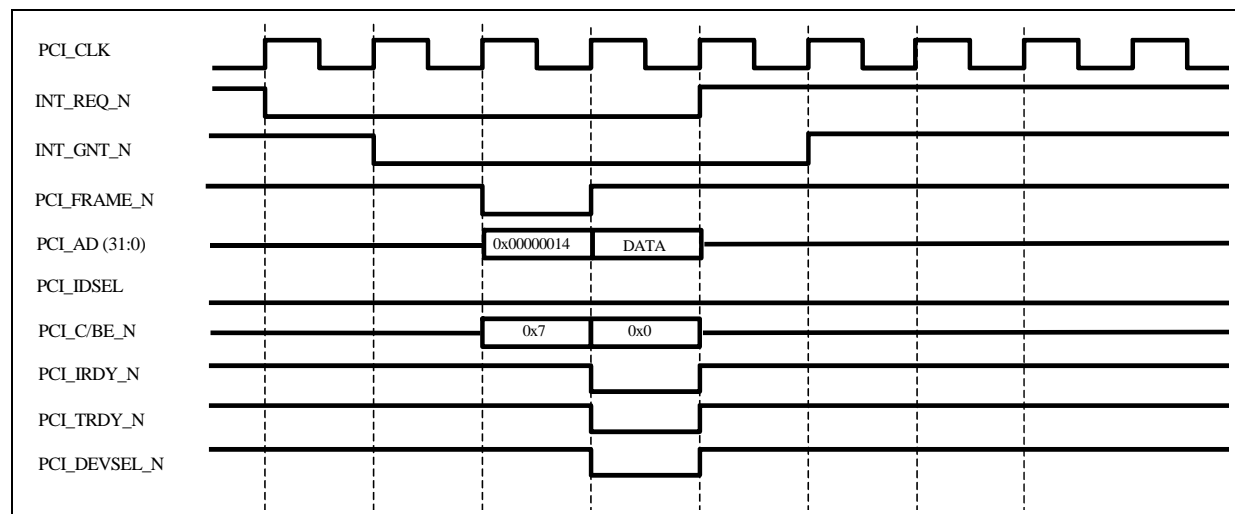 PCI_CLK
INT_REQ_N
INT_GNT_N
PCI_FRAME_N
PCI_AD (31:0) 0x00000014 DATA
PCI_IDSEL
PCI_C/BE_N 0x7 0x0
PCI_IRDY_N
PCI_TRDY_N
PCI_DEVSEL_N